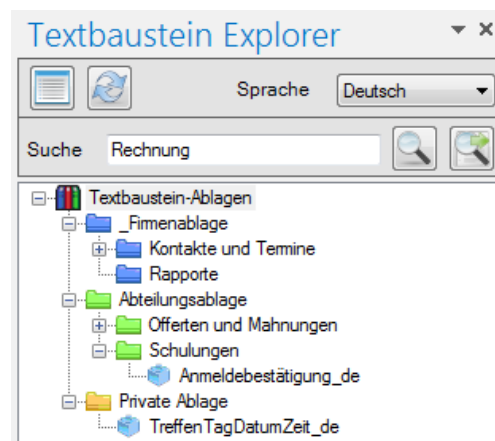 Textbaustein Explorer
Sprache Deutsch
Suche Rechnung
Textbaustein-Ablagen
_Firmenablage
Kontakte und Termine
Rapporte
Abteilungsablage
Offerten und Mahnungen
Schulungen
Anmeldebestätigung_de
Private Ablage
TreffenTagDatumZeit_de